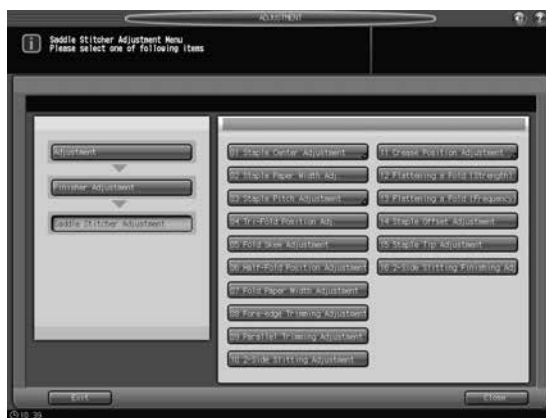 ADJUSTMENT
Saddle Stitcher Adjustment Menu
Please select one of following items
Adjustment
Finisher Adjustment
Saddle Stitcher Adjustment
01 Staple Center Adjustment
02 Staple Paper Width Adj.
03 Staple Pitch Adjustment
04 Tri-Fold Position Adj.
05 Fold Skew Adjustment
06 Half-Fold Position Adjustment
07 Fold Paper Width Adjustment
08 Fore-edge Trimming Adjustment
09 Parallel Trimming Adjustment
10 2-Side Slitting Adjustment
11 Crease Position Adjustment
12 Flattening a Fold (Strength)
13 Flattening a Fold (Frequency)
14 Staple Offset Adjustment
15 Staple Tip Adjustment
16 2-Side Slitting Finishing Adj
Exit
Close
10:39